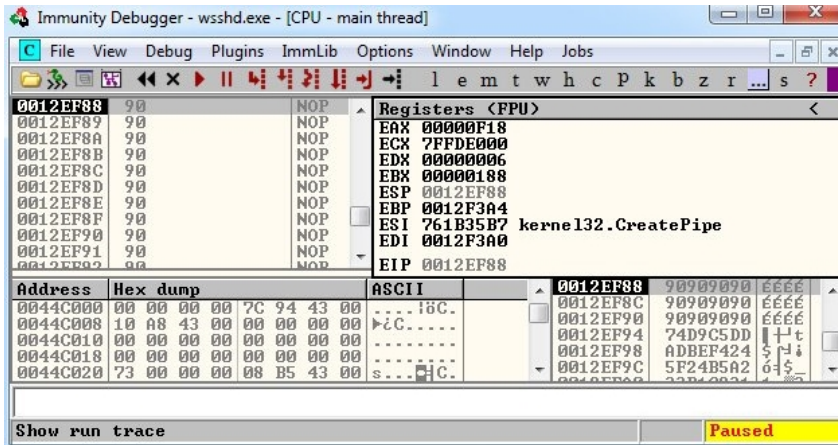 Immunity Debugger - wsshd.exe - [CPU - main thread]
C File View Debug Plugins ImmLib Options Window Help Jobs
l e m t w h c P k b z r ... s ?
0012EF88 90 NOP
0012EF89 90 NOP
0012EF8A 90 NOP
0012EF8B 90 NOP
0012EF8C 90 NOP
0012EF8D 90 NOP
0012EF8E 90 NOP
0012EF8F 90 NOP
0012EF90 90 NOP
0012EF91 90 NOP
0012EF92 90 NOP
Registers (FPU) <
EAX 00000F18
ECX 7FFDE000
EDX 00000006
EBX 00000188
ESP 0012EF88
EBP 0012F3A4
ESI 761B35B7 kernel32.CreatePipe
EDI 0012F3A0
EIP 0012EF88
Address Hex dump ASCII
0044C000 00 00 00 00 7C 94 43 00 ....¦öC.
0044C008 10 A8 43 00 00 00 00 00 ►¿C.....
0044C010 00 00 00 00 00 00 00 00 ........
0044C018 00 00 00 00 00 00 00 00 ........
0044C020 73 00 00 00 08 B5 43 00 s...◘╡C.
0012EF88 90909090 ÉÉÉÉ
0012EF8C 90909090 ÉÉÉÉ
0012EF90 90909090 ÉÉÉÉ
0012EF94 74D9C5DD ▌┼┘t
0012EF98 ADBEF424 $⌠╛¡
0012EF9C 5F24B5A2 ó╡$_
Show run trace
Paused